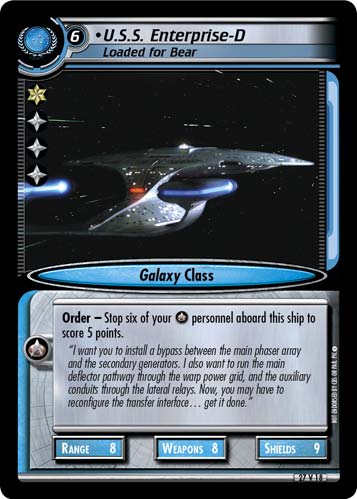 6
•U.S.S. Enterprise-D
Loaded for Bear
Galaxy Class
Order – Stop six of your personnel aboard this ship to
score 5 points.
"I want you to install a bypass between the main phaser array
and the secondary generators. I also want to run the main
deflector pathway through the warp power grid, and the auxiliary
conduits through the lateral relays. Now, you may have to
reconfigure the transfer interface… get it done."
RANGE 8
WEAPONS 8
SHIELDS 9
27 V 18